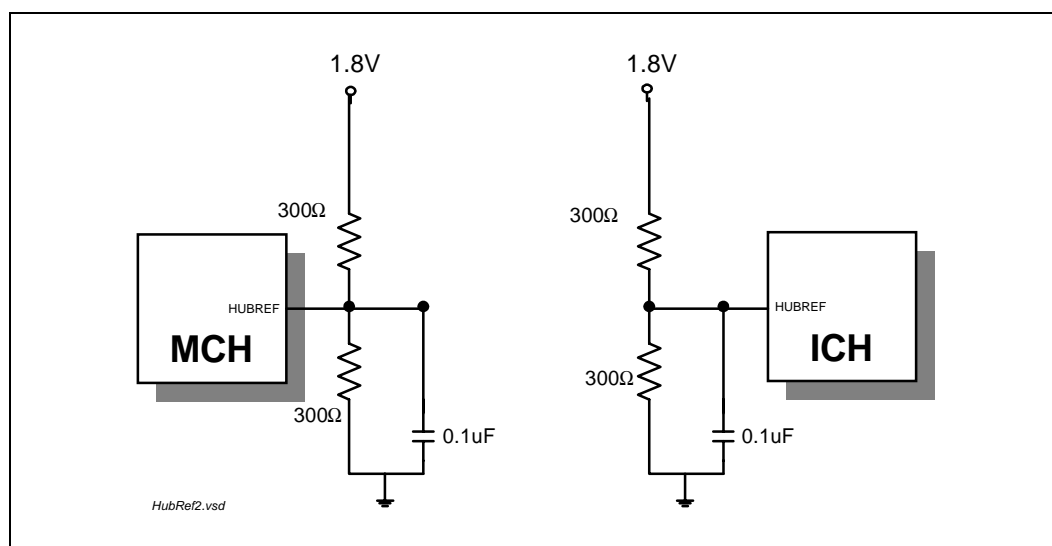 1.8V
300Ω
HUBREF
MCH
300Ω
0.1uF
1.8V
300Ω
HUBREF
ICH
300Ω
0.1uF
HubRef2.vsd